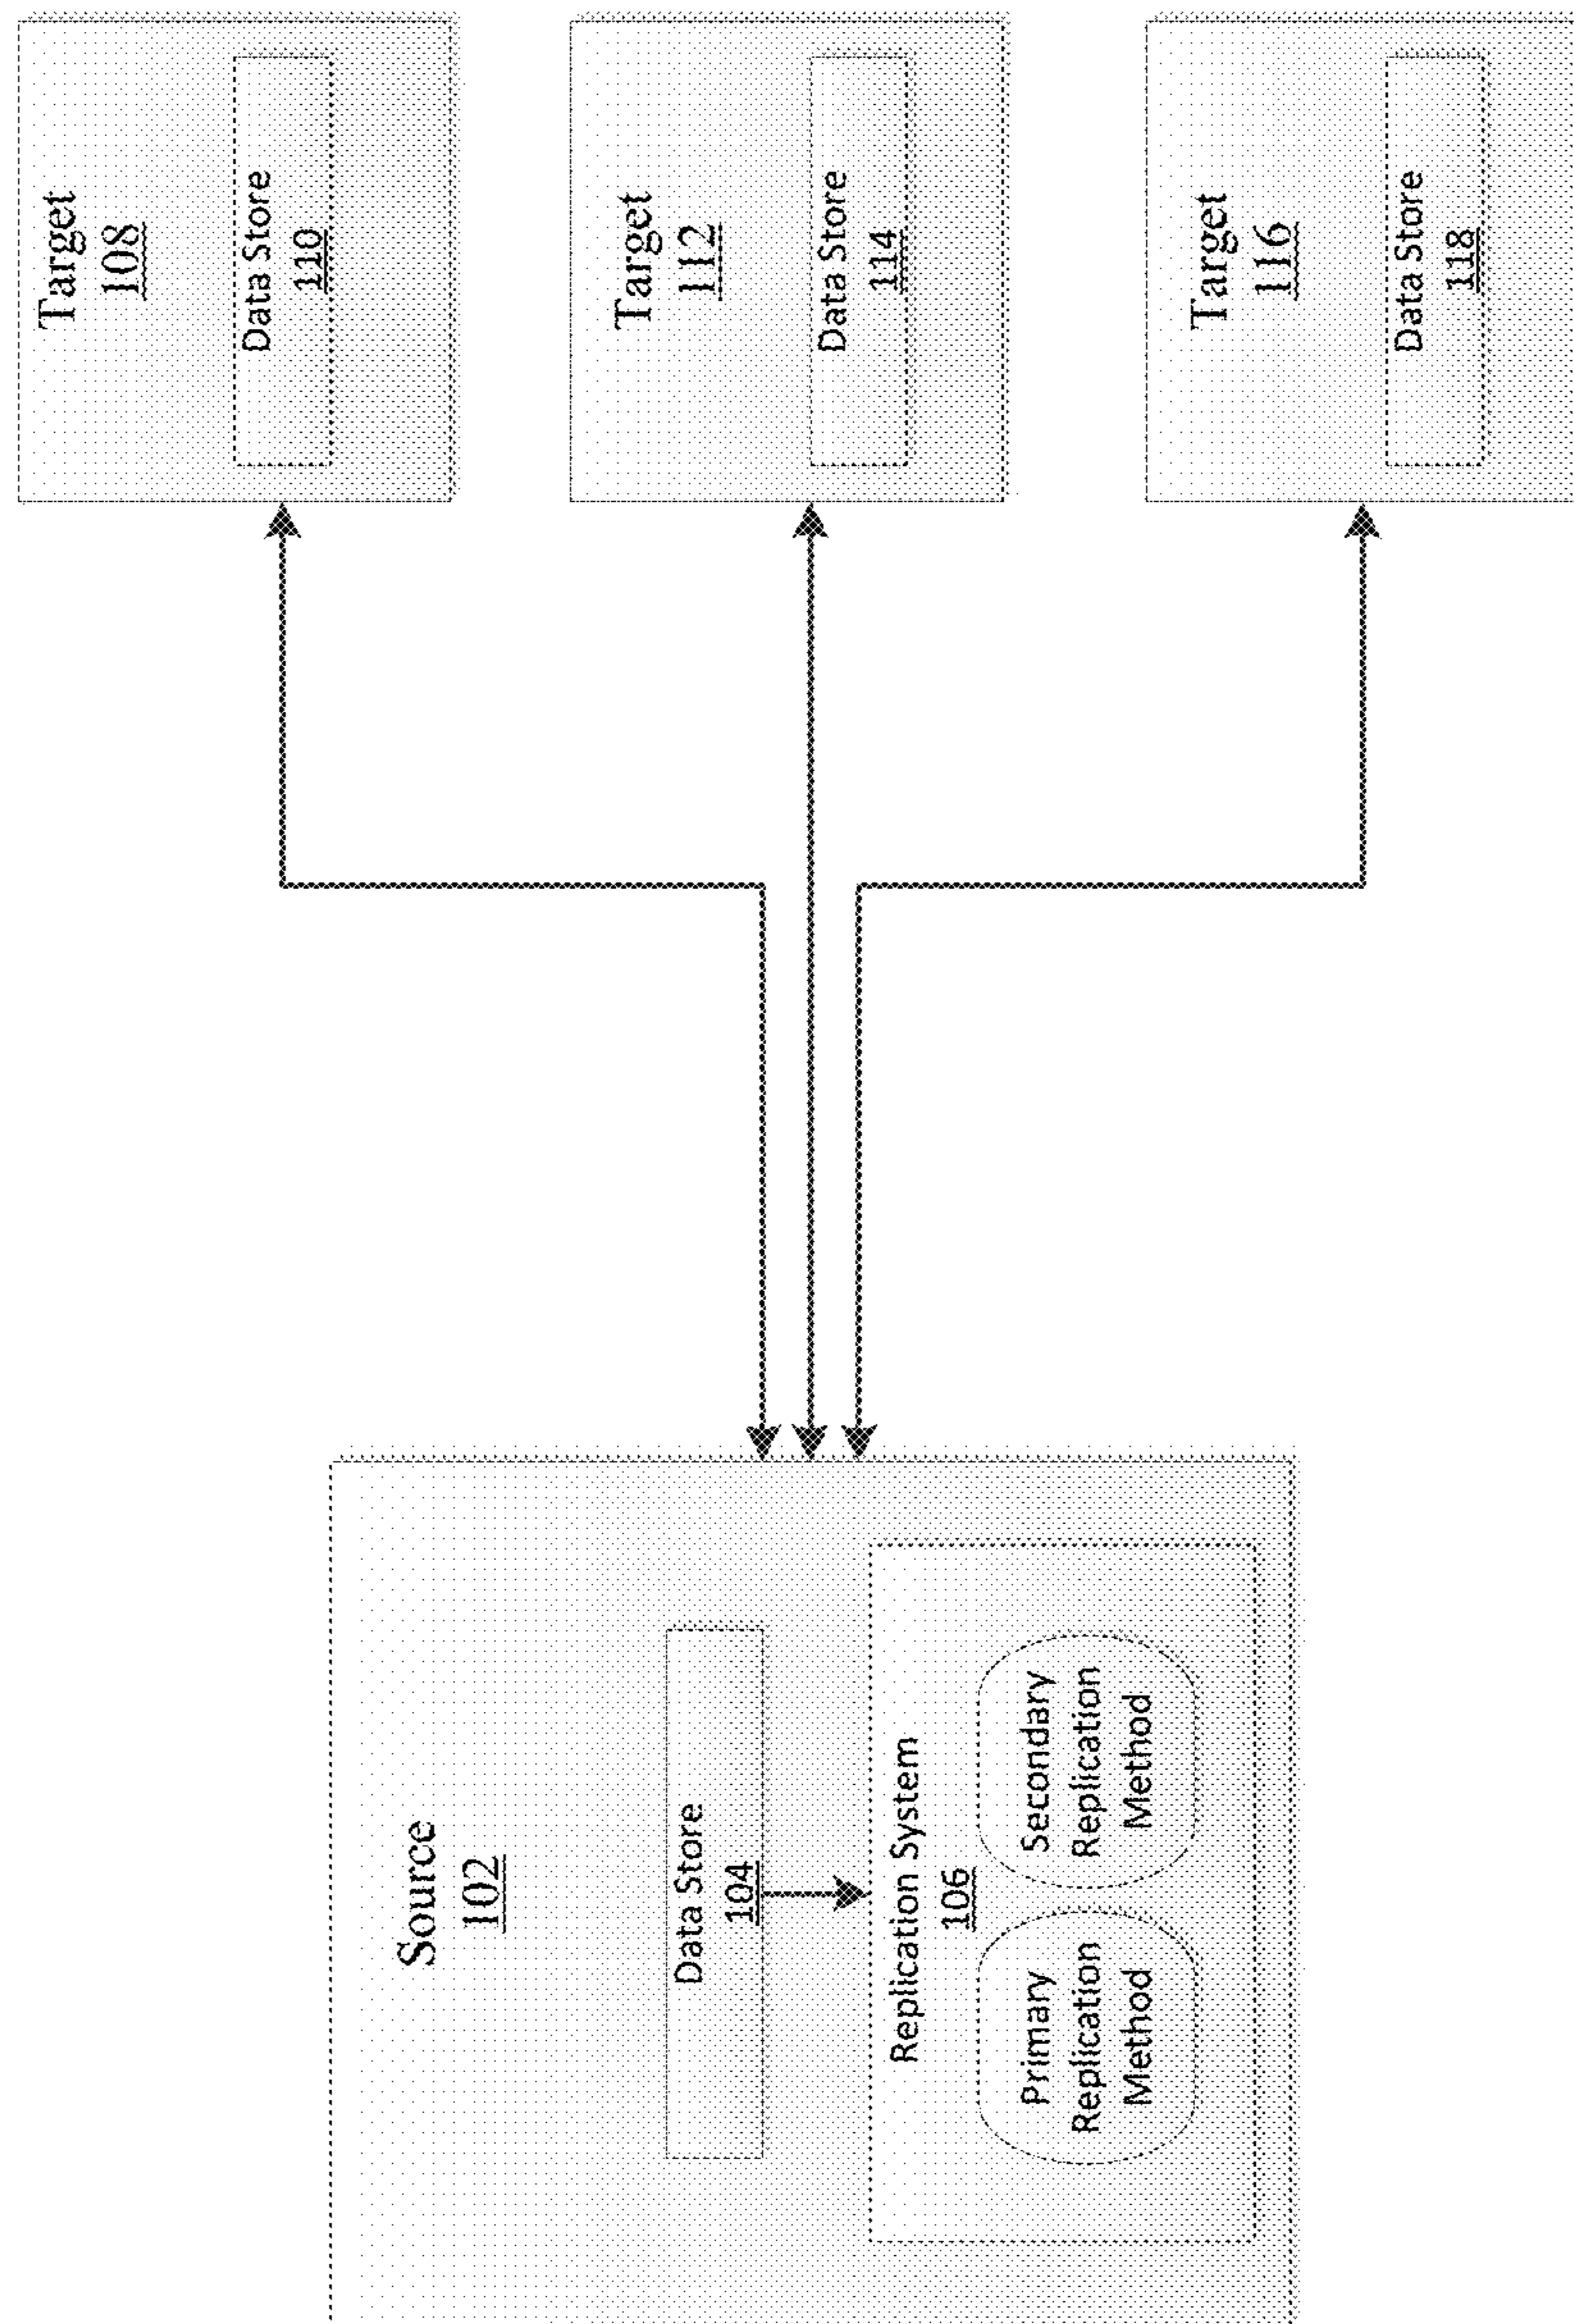 Source
102
Data Store
104
Replication System
106
Primary
Replication
Method
Secondary
Replication
Method
Target
108
Data Store
110
Target
112
Data Store
114
Target
116
Data Store
118